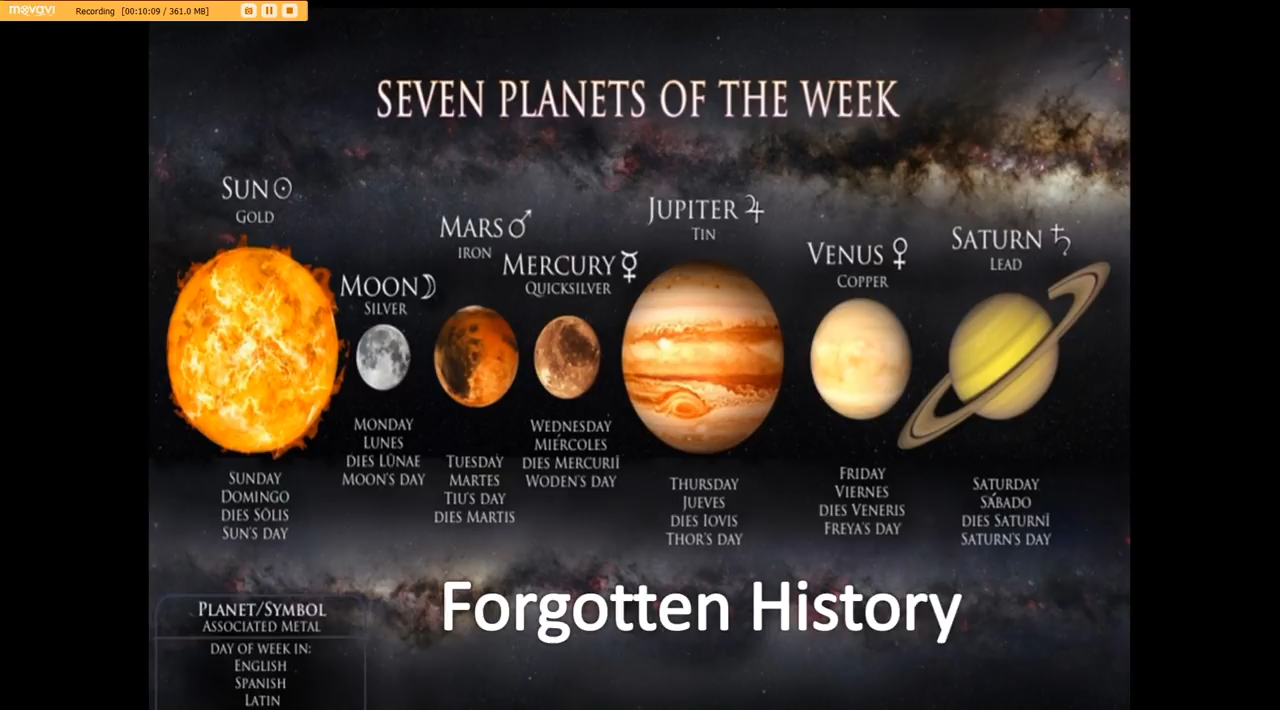 movavi Recording [00:10:09 / 361.0 MB]
SEVEN PLANETS OF THE WEEK
SUN☉
GOLD
MOON☽
SILVER
MARS♂
IRON
MERCURY☿
QUICKSILVER
JUPITER♃
TIN
VENUS♀
COPPER
SATURN♄
LEAD
SUNDAY
DOMINGO
DIES SŌLIS
SUN'S DAY
MONDAY
LUNES
DIES LŪNAE
MOON'S DAY
TUESDAY
MARTES
TIU'S DAY
DIES MARTIS
WEDNESDAY
MIÉRCOLES
DIES MERCURIĪ
WODEN'S DAY
THURSDAY
JUEVES
DIES IOVIS
THOR'S DAY
FRIDAY
VIERNES
DIES VENERIS
FREYA'S DAY
SATURDAY
SÁBADO
DIES SATURNĪ
SATURN'S DAY
Forgotten History
PLANET/SYMBOL
ASSOCIATED METAL
DAY OF WEEK IN:
ENGLISH
SPANISH
LATIN